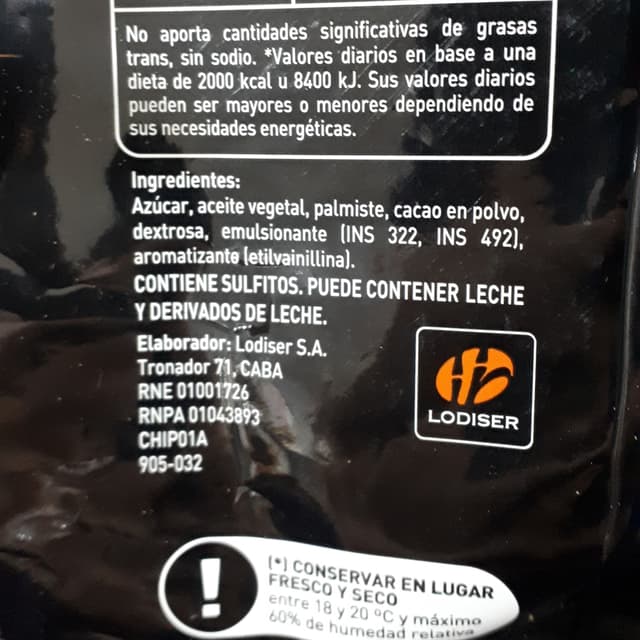 No aporta cantidades significativas de grasas
trans, sin sodio. *Valores diarios en base a una
dieta de 2000 kcal u 8400 kJ. Sus valores diarios
pueden ser mayores o menores dependiendo de
sus necesidades energéticas.
Ingredientes:
Azúcar, aceite vegetal, palmiste, cacao en polvo,
dextrosa, emulsionante (INS 322, INS 492),
aromatizante (etilvainillina).
CONTIENE SULFITOS. PUEDE CONTENER LECHE
Y DERIVADOS DE LECHE.
Elaborador: Lodiser S.A.
Tronador 71, CABA
RNE 01001726
RNPA 01043893
CHIP01A
905-032
LODISER
!
(*) CONSERVAR EN LUGAR
FRESCO Y SECO
entre 18 y 20 ºC y máximo
60% de humedad relativa